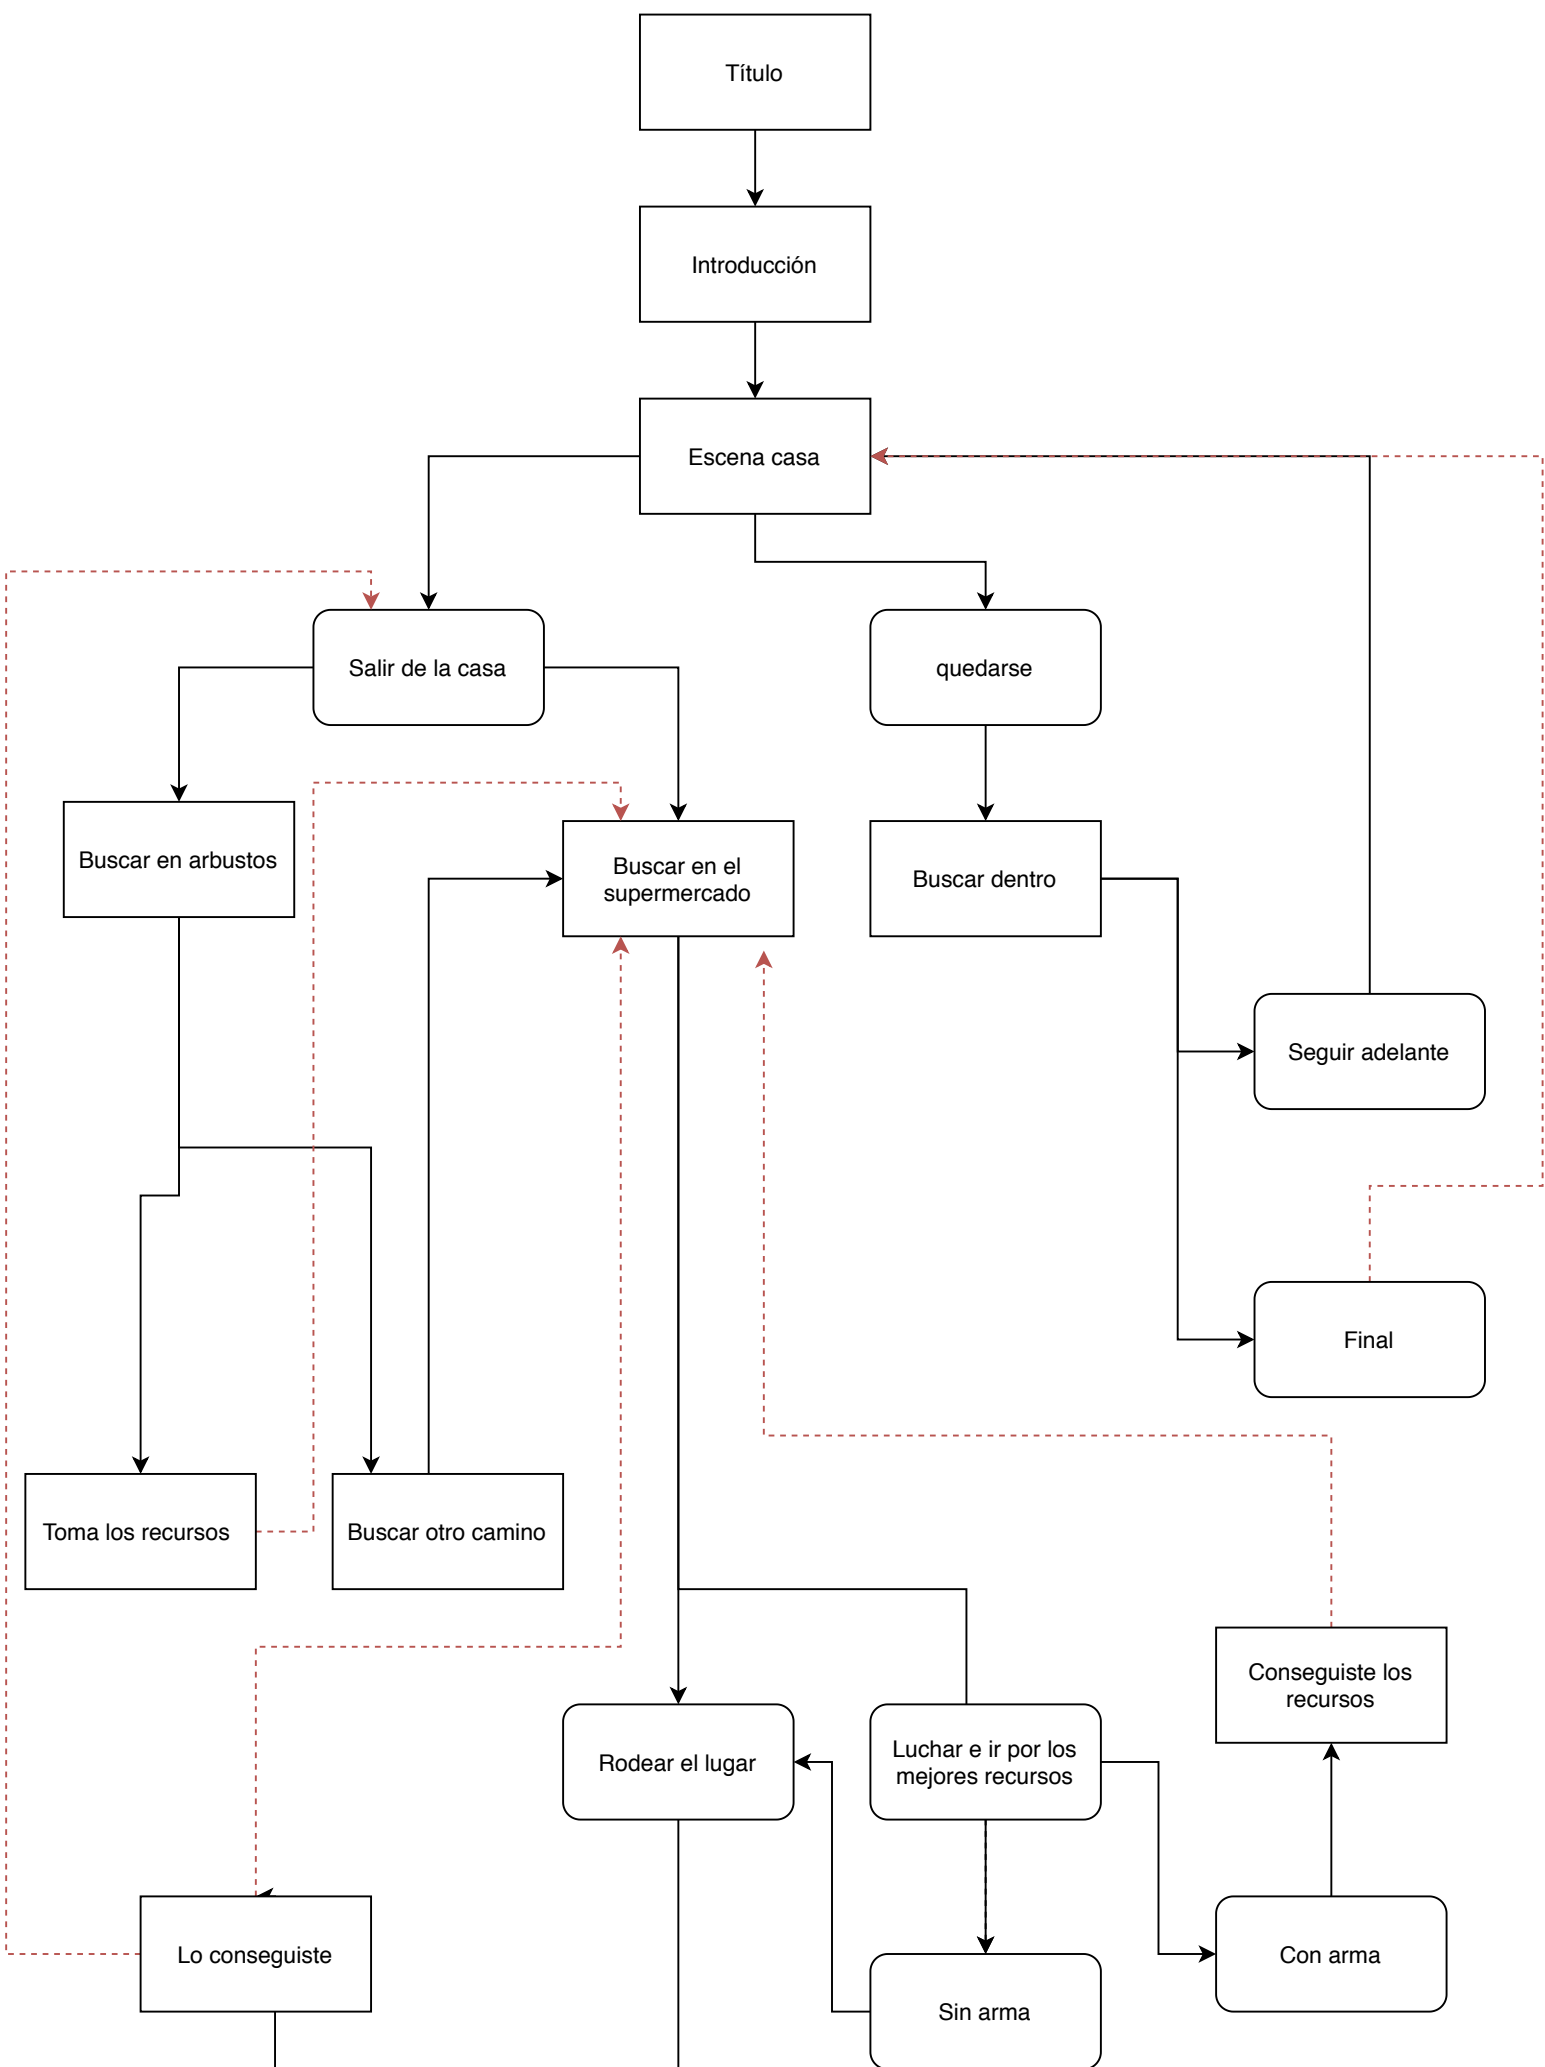 Título
Introducción
Escena casa
Salir de la casa
quedarse
Buscar en arbustos
Buscar en el
supermercado
Buscar dentro
Seguir adelante
Final
Toma los recursos
Buscar otro camino
Conseguiste los
recursos
Rodear el lugar
Luchar e ir por los
mejores recursos
Lo conseguiste
Con arma
Sin arma